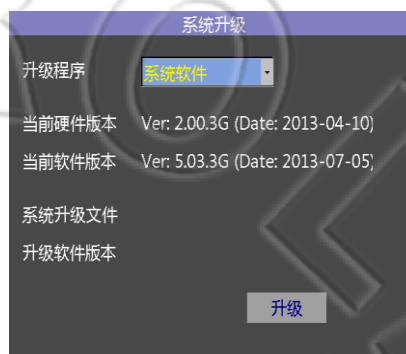 系统升级
升级程序 系统软件
当前硬件版本 Ver: 2.00.3G (Date: 2013-04-10)
当前软件版本 Ver: 5.03.3G (Date: 2013-07-05)
系统升级文件
升级软件版本
升级